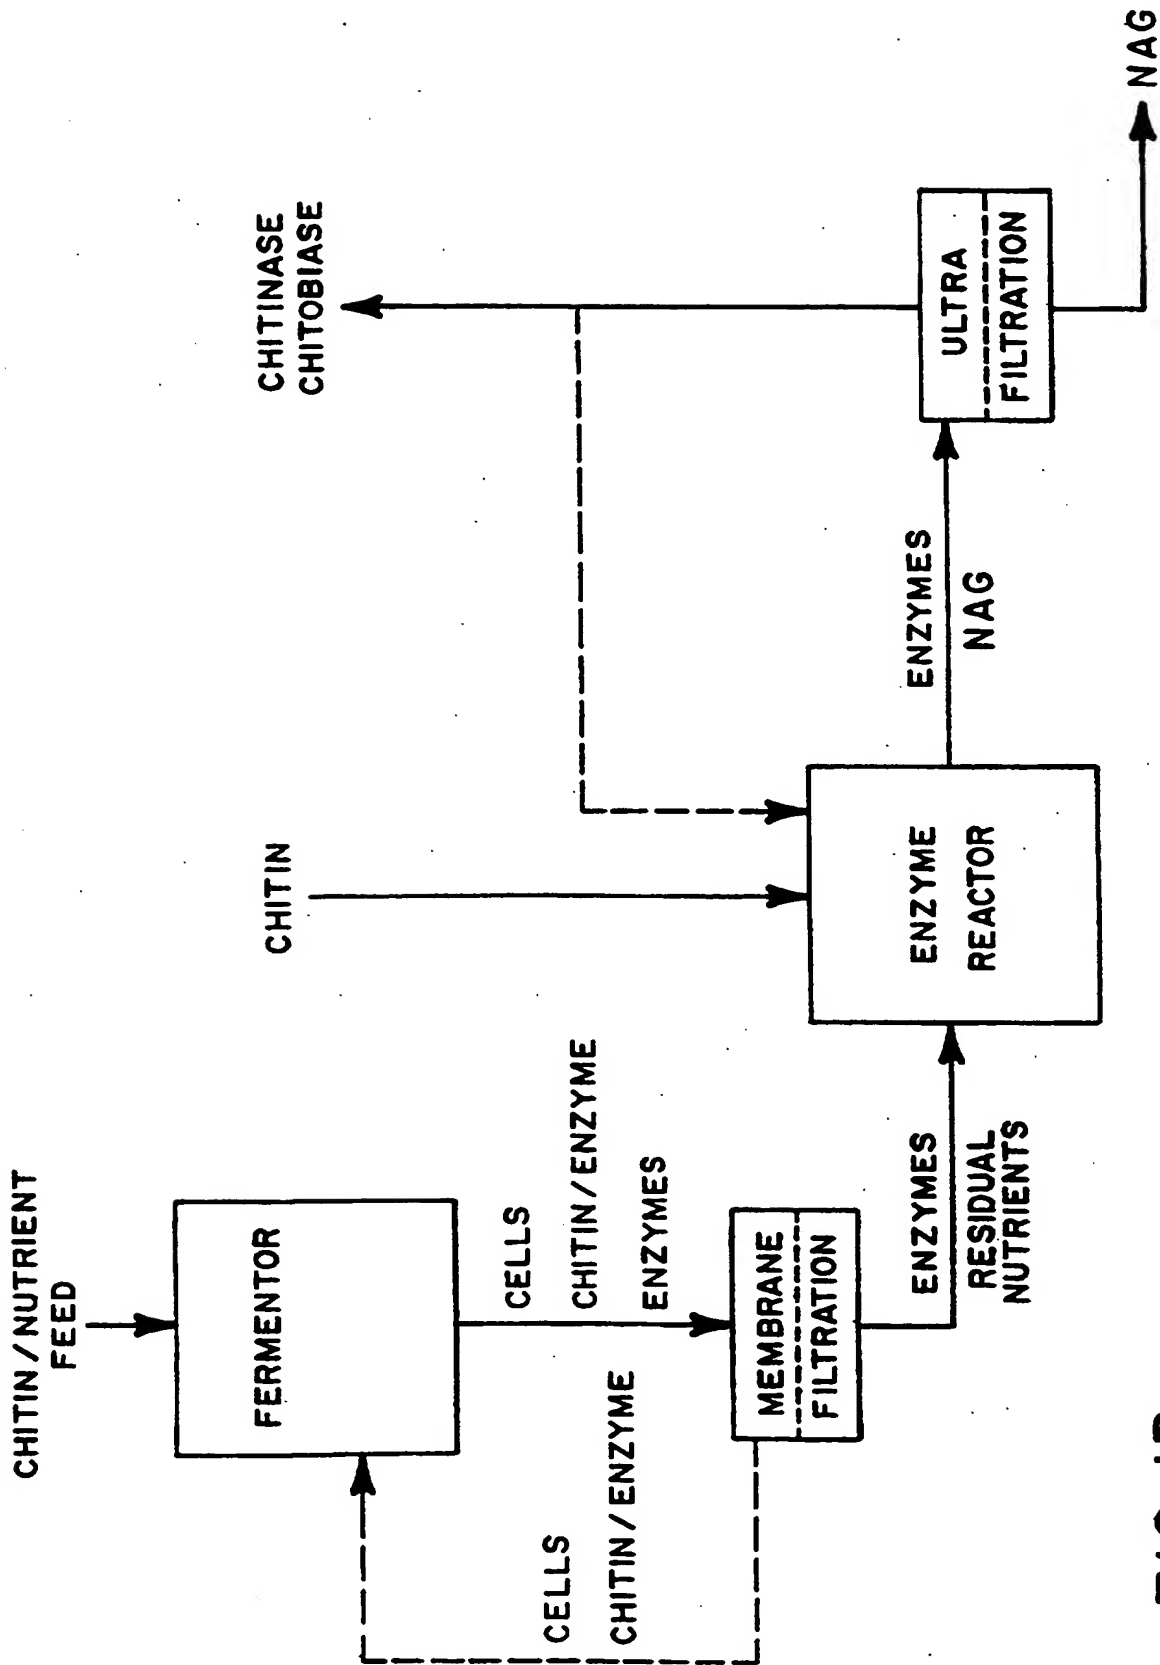 CHITIN/NUTRIENT
FEED
FERMENTOR
CELLS
CHITIN/ENZYME
CELLS
CHITIN/ENZYME
ENZYMES
MEMBRANE
FILTRATION
ENZYMES
RESIDUAL
NUTRIENTS
CHITIN
ENZYME
REACTOR
ENZYMES
NAG
CHITINASE
CHITOBIASE
ULTRA
FILTRATION
NAG